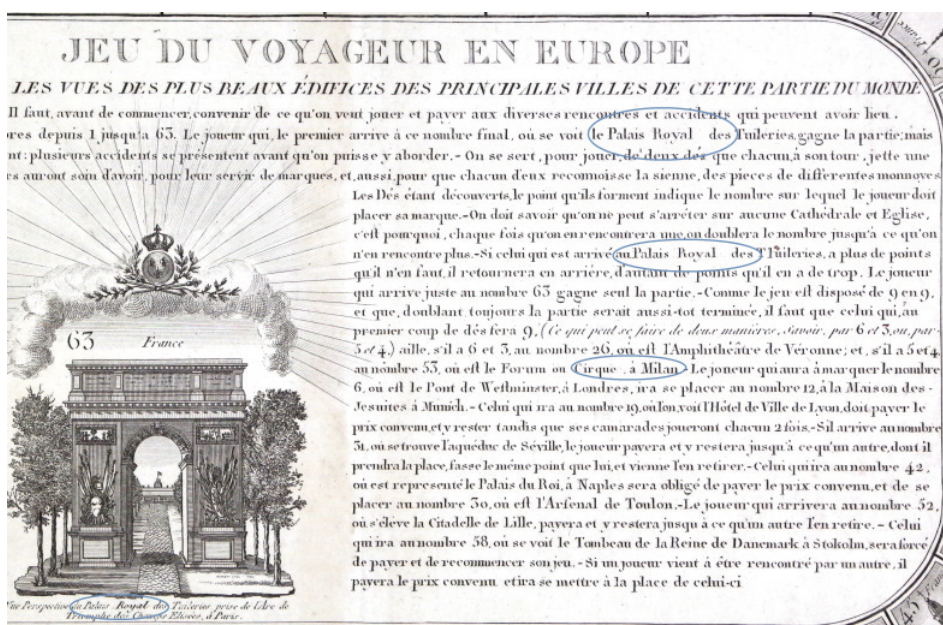 JEU DU VOYAGEUR EN EUROPE
LES VUES DES PLUS BEAUX ÉDIFICES DES PRINCIPALES VILLES DE CETTE PARTIE DU MONDE
Il faut, avant de commencer, convenir de ce qu'on veut jouer et payer aux diverses rencontres et accidents qui peuvent avoir lieu.
res depuis 1 jusqu'a 63. Le joueur qui, le premier arrive à ce nombre final, où se voit le Palais Royal des Tuileries, gagne la partie; mais
nt: plusieurs accidents se présentent avant qu'on puisse y aborder. - On se sert, pour jouer, de deux dés que chacun, à son tour, jette une
rs auront soin d'avoir, pour leur servir de marques, et, aussi, pour que chacun d'eux reconnoisse la sienne, des pieces de différentes monnoyes
Les Dés étant découverts, le point qu'ils forment indique le nombre sur lequel le joueur doit
placer sa marque. - On doit savoir qu'on ne peut s'arrêter sur aucune Cathédrale et Eglise,
c'est pourquoi, chaque fois qu'on en rencontrera une, on doublera le nombre jusqu'à ce qu'on
n'en rencontre plus. - Si celui qui est arrivé au Palais Royal des TTuileries, a plus de points
qu'il n'en faut, il retournera en arriére, d'autant de points qu'il en a de trop. Le joueur
qui arrive juste au nombre 63 gagne seul la partie. - Comme le jeu est disposé de 9 en 9,
et que, doublant toujours la partie serait aussi-tot terminée, il faut que celui qui, au
premier coup de dés fera 9, (Ce qui peut se faire de deux manières, Savoir, par 6 et 3, ou, par
5 et 4.) aille, s'il a 6 et 3, au nombre 26, où est l'Amphithéatre de Véronne; et, s'il a 5 et 4
au nombre 53, où est le Forum ou Cirque, à Milan. Le joueur qui aura à marquer le nombre
6, où est le Pont de Westminster, à Londres, ira se placer au nombre 12, à la Maison des -
Jesuites à Munich. - Celui qui ira au nombre 19, où l'on voit l'Hôtel de Ville de Lyon, doit payer le
prix convenu, et y rester tandis que ses camarades joueront chacun 2 fois. - S'il arrive au nombre
31, où se trouve l'aquéduc de Séville, le joueur payera et y restera jusqu'à ce qu'un autre, dont il
prendra la place, fasse le même point que lui, et vienne l'en retirer. - Celui qui ira au nombre 42,
où est representé le Palais du Roi, à Naples sera obligé de payer le prix convenu, et de se
placer au nombre 30, où est l'Arsenal de Toulon. - Le joueur qui arrivera au nombre 52,
où s'élève la Citadelle de Lille, payera et y restera jusqu à ce qu'un autre l'en retire. - Celui
qui ira au nombre 58, où se voit le Tombeau de la Reine de Danemark à Stokolm, sera forcé
de payer et de recommencer son jeu. - Si un joueur vient à être rencontré par un autre, il
payera le prix convenu et ira se mettre à la place de celui-ci
63 France
Vue Perspective du Palais Royal des Tuileries prise de l'Arc de
Triomphe des Champs Elisées, à Paris.